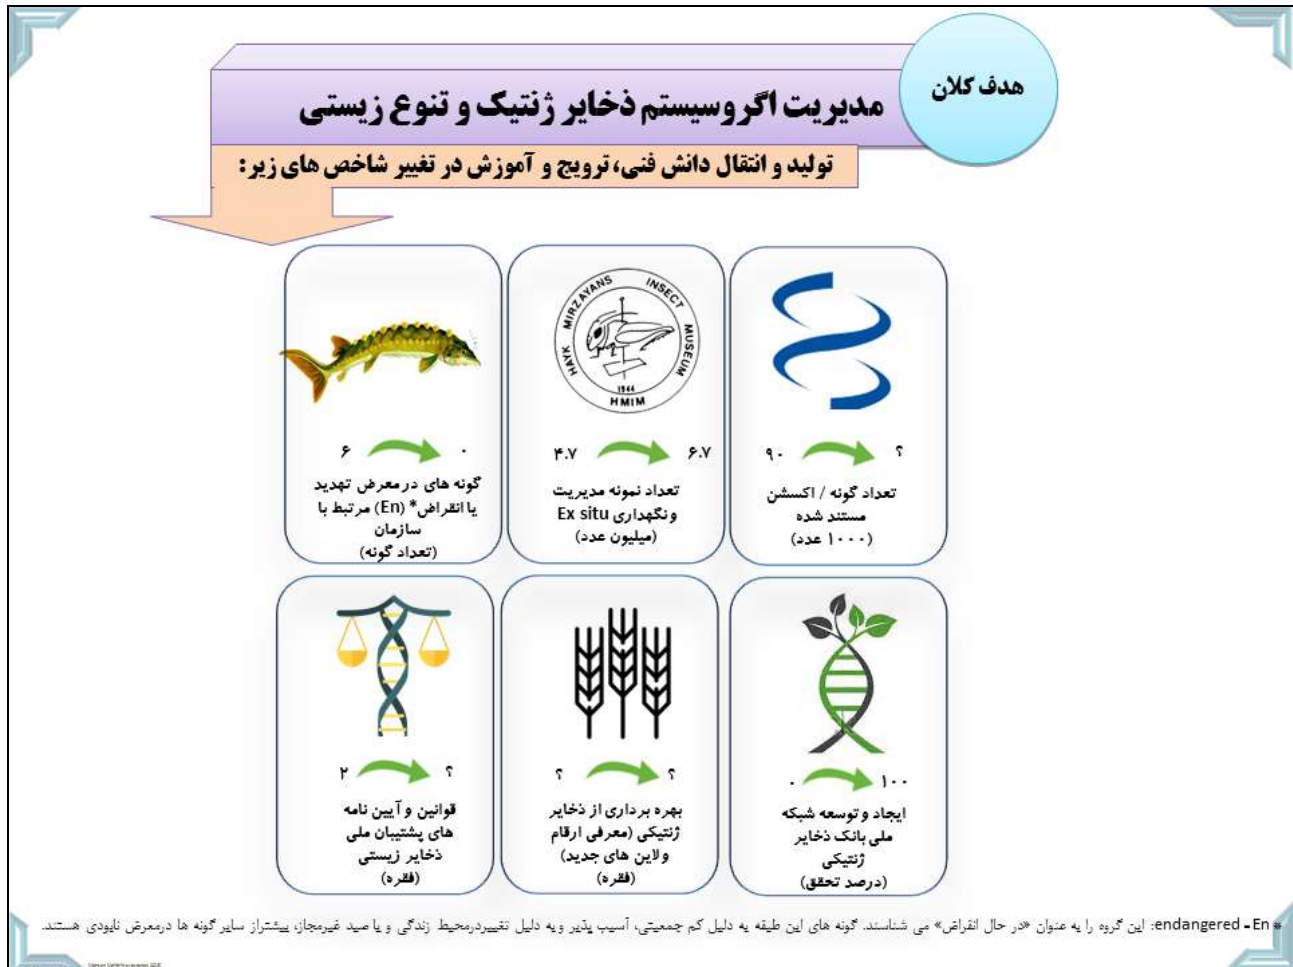 هدف کلان
مدیریت اگروسیستم ذخایر ژنتیک و تنوع زیستی
تولید و انتقال دانش فنی، ترویج و آموزش در تغییر شاخص های زیر:
HAYK MIRZAYANS INSECT MUSEUM
1944
HMIM
۹۰ ؟
تعداد گونه / اکسشن
مستند شده
(۱۰۰۰ عدد)
۴.۷ ۶.۷
تعداد نمونه مدیریت
ونگهداری Ex situ
(میلیون عدد)
۶ ۰
گونه های در معرض تهدید
یا انقراض* (En) مرتبط با
سازمان
(تعداد گونه)
۰ ۱۰۰
ایجاد و توسعه شبکه
ملی بانک ذخایر
ژنتیکی
(درصد تحقق)
؟ ؟
بهره برداری از ذخایر
ژنتیکی (معرفی ارقام
ولاین های جدید)
(فقره)
۲ ؟
قوانین و آیین نامه
های پشتیبان ملی
ذخایر زیستی
(فقره)
* endangered - En: این گروه را به عنوان «در حال انقراض» می شناسند. گونه های این طبقه به دلیل کم جمعیتی، آسیب پذیر و به دلیل تغییردرمحیط زندگی و یا صید غیرمجاز، پیشتراز سایر گونه ها درمعرض نابودی هستند.